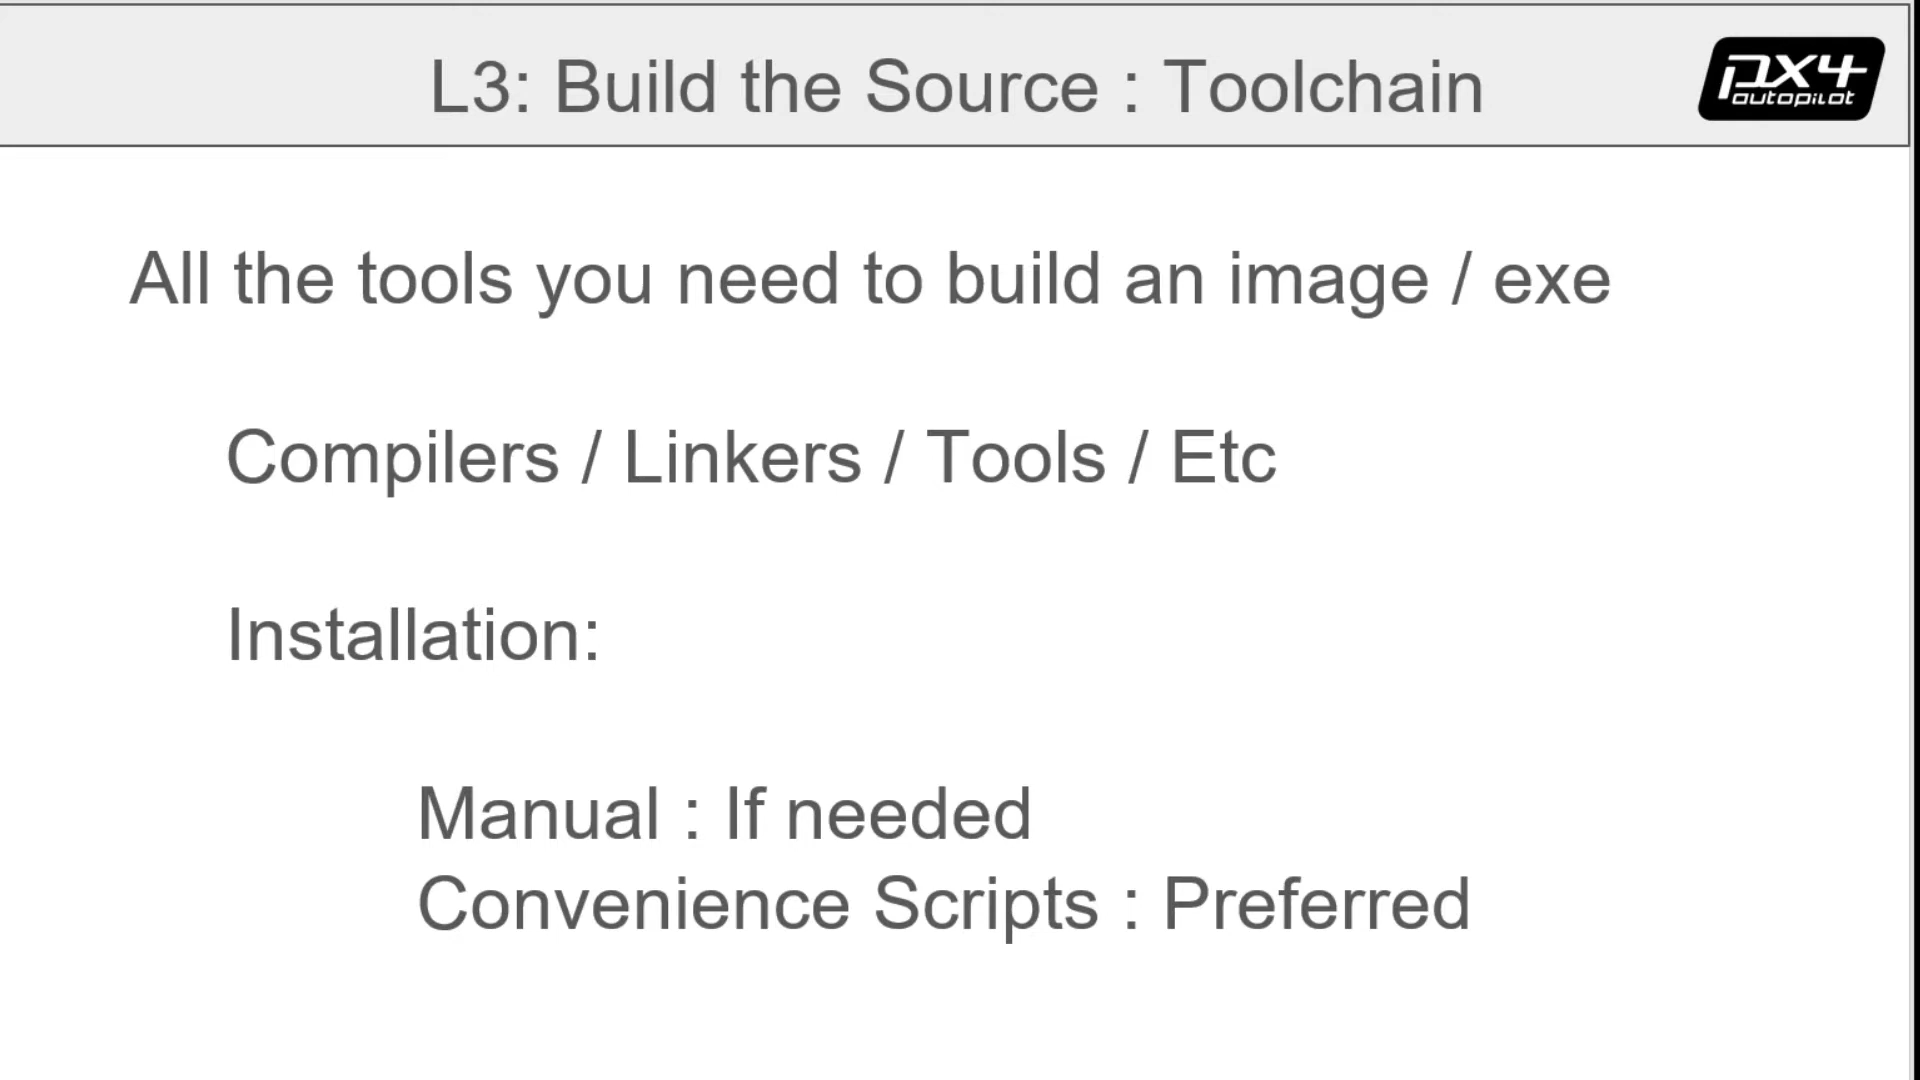 L3: Build the Source : Toolchain
PX4
autopilot
All the tools you need to build an image / exe
Compilers / Linkers / Tools / Etc
Installation:
Manual : If needed
Convenience Scripts : Preferred